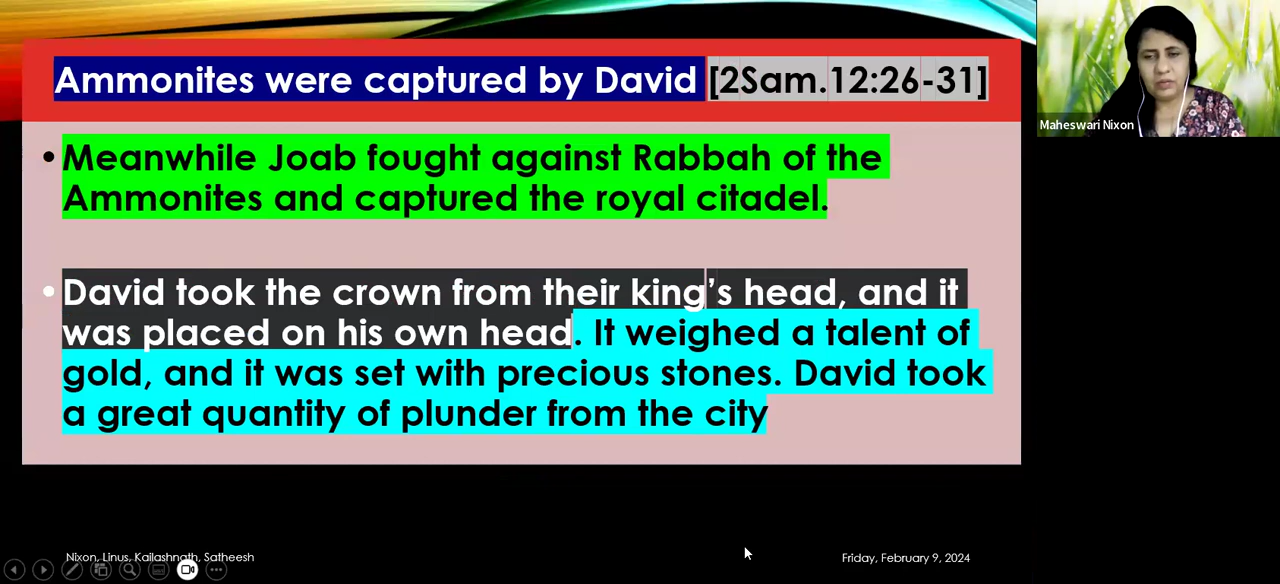 Ammonites were captured by David [2Sam.12:26-31]
Maheswari Nixon
•Meanwhile Joab fought against Rabbah of the
Ammonites and captured the royal citadel.
•David took the crown from their king’s head, and it
was placed on his own head. It weighed a talent of
gold, and it was set with precious stones. David took
a great quantity of plunder from the city
Nixon, Linus, Kailashnath, Satheesh
Friday, February 9, 2024